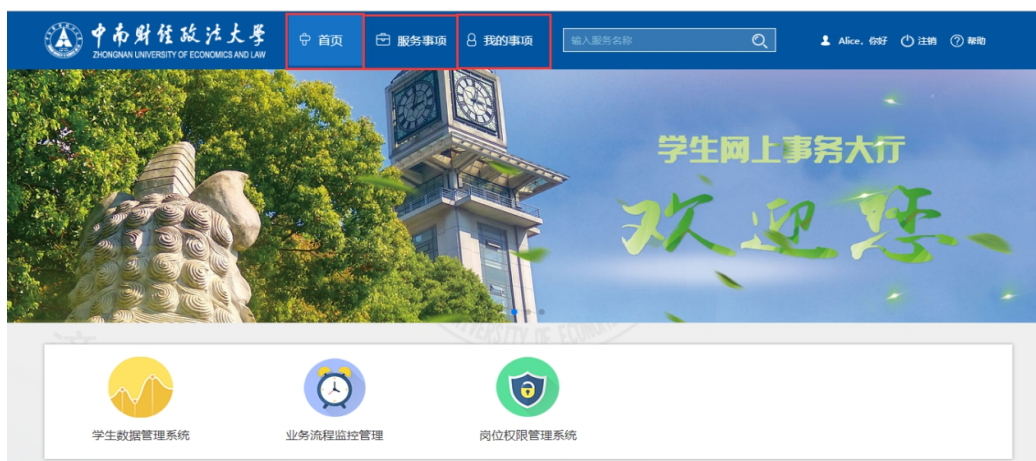 中南财经政法大学
ZHONGNAN UNIVERSITY OF ECONOMICS AND LAW
首页
服务事项
我的事项
输入服务名称
Alice，你好
注销
帮助
学生网上事务大厅
欢迎您
UNIVERSITY OF ECONO
学生数据管理系统
业务流程监控管理
岗位权限管理系统